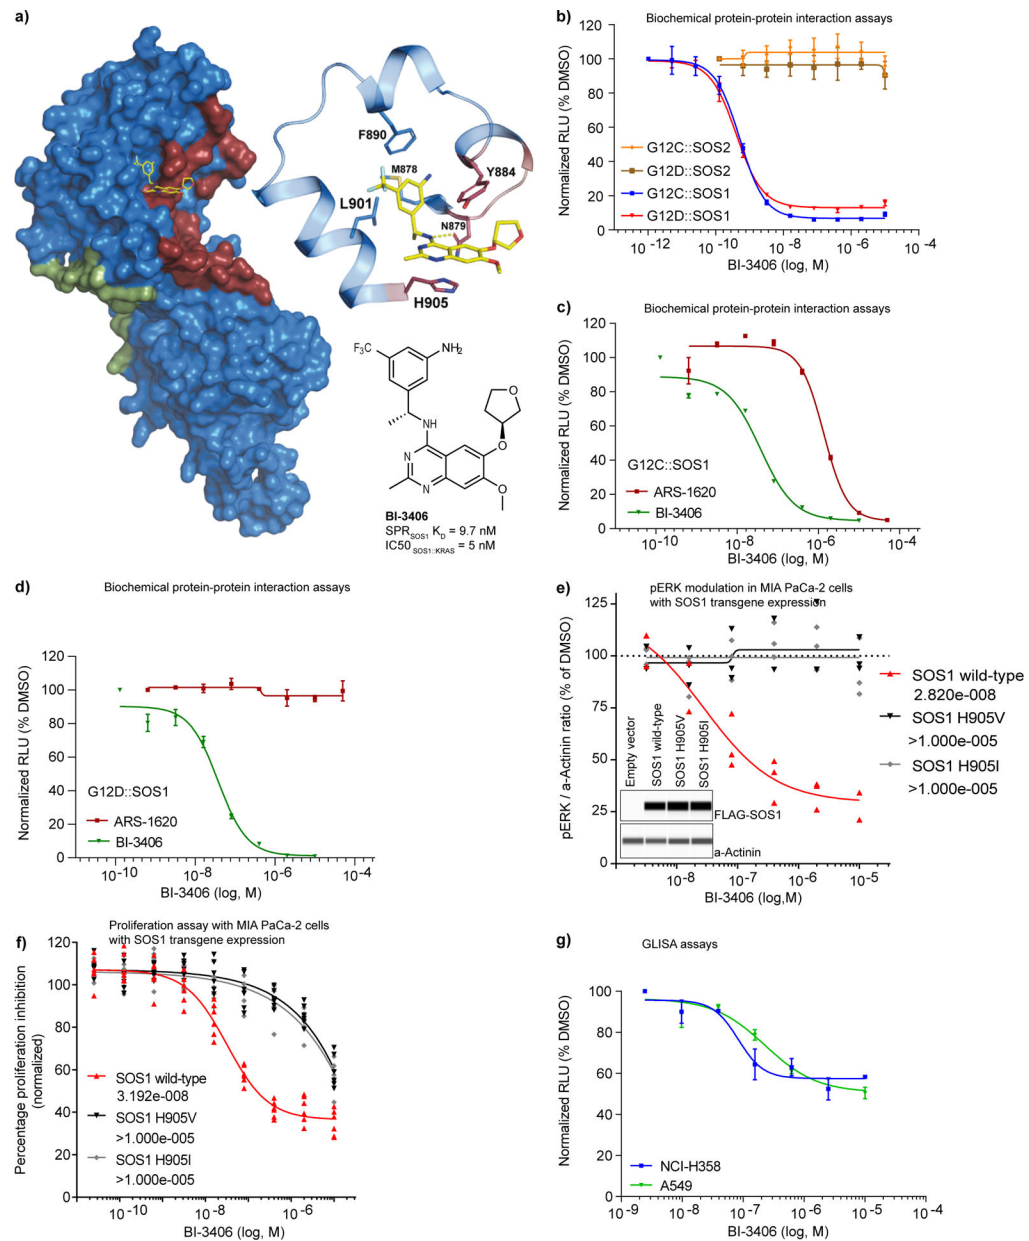 a)
F890
M878
Y884
L901
N879
H905
F₃C
NH₂
NH
N
N
O
O
O
BI-3406
SPR_SOS1 K_D = 9.7 nM
IC50_SOS1::KRAS = 5 nM
b)
Biochemical protein-protein interaction assays
Normalized RLU (% DMSO)
120
100
80
60
40
20
0
G12C::SOS2
G12D::SOS2
G12C::SOS1
G12D::SOS1
10⁻¹² 10⁻¹⁰ 10⁻⁸ 10⁻⁶ 10⁻⁴
BI-3406 (log, M)
c)
Biochemical protein-protein interaction assays
Normalized RLU (% DMSO)
120
100
80
60
40
20
0
G12C::SOS1
ARS-1620
BI-3406
10⁻¹⁰ 10⁻⁸ 10⁻⁶ 10⁻⁴
BI-3406 (log, M)
d)
Biochemical protein-protein interaction assays
Normalized RLU (% DMSO)
120
100
80
60
40
20
0
G12D::SOS1
ARS-1620
BI-3406
10⁻¹⁰ 10⁻⁸ 10⁻⁶ 10⁻⁴
BI-3406 (log, M)
e)
pERK modulation in MIA PaCa-2 cells
with SOS1 transgene expression
pERK / a-Actinin ratio (% of DMSO)
125
100
75
50
25
0
Empty vector
SOS1 wild-type
SOS1 H905V
SOS1 H905I
FLAG-SOS1
a-Actinin
10⁻⁸ 10⁻⁷ 10⁻⁶ 10⁻⁵
BI-3406 (log,M)
SOS1 wild-type
2.820e-008
SOS1 H905V
>1.000e-005
SOS1 H905I
>1.000e-005
f)
Proliferation assay with MIA PaCa-2 cells
with SOS1 transgene expression
Percentage proliferation inhibition
(normalized)
120
100
80
60
40
20
0
SOS1 wild-type
3.192e-008
SOS1 H905V
>1.000e-005
SOS1 H905I
>1.000e-005
10⁻¹⁰ 10⁻⁸ 10⁻⁶
BI-3406 (log, M)
g)
GLISA assays
Normalized RLU (% DMSO)
100
80
60
40
20
0
NCI-H358
A549
10⁻⁹ 10⁻⁸ 10⁻⁷ 10⁻⁶ 10⁻⁵ 10⁻⁴
BI-3406 (log, M)